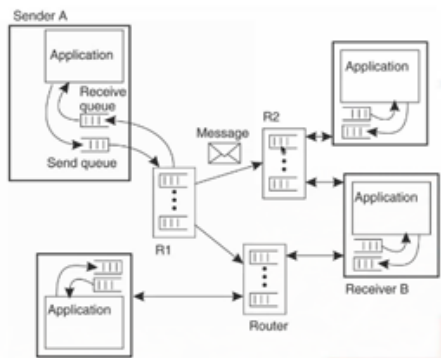 Sender A
Application
Application
Receive
queue
R2
Message
Send queue
Application
R1
Application
Router
Receiver B